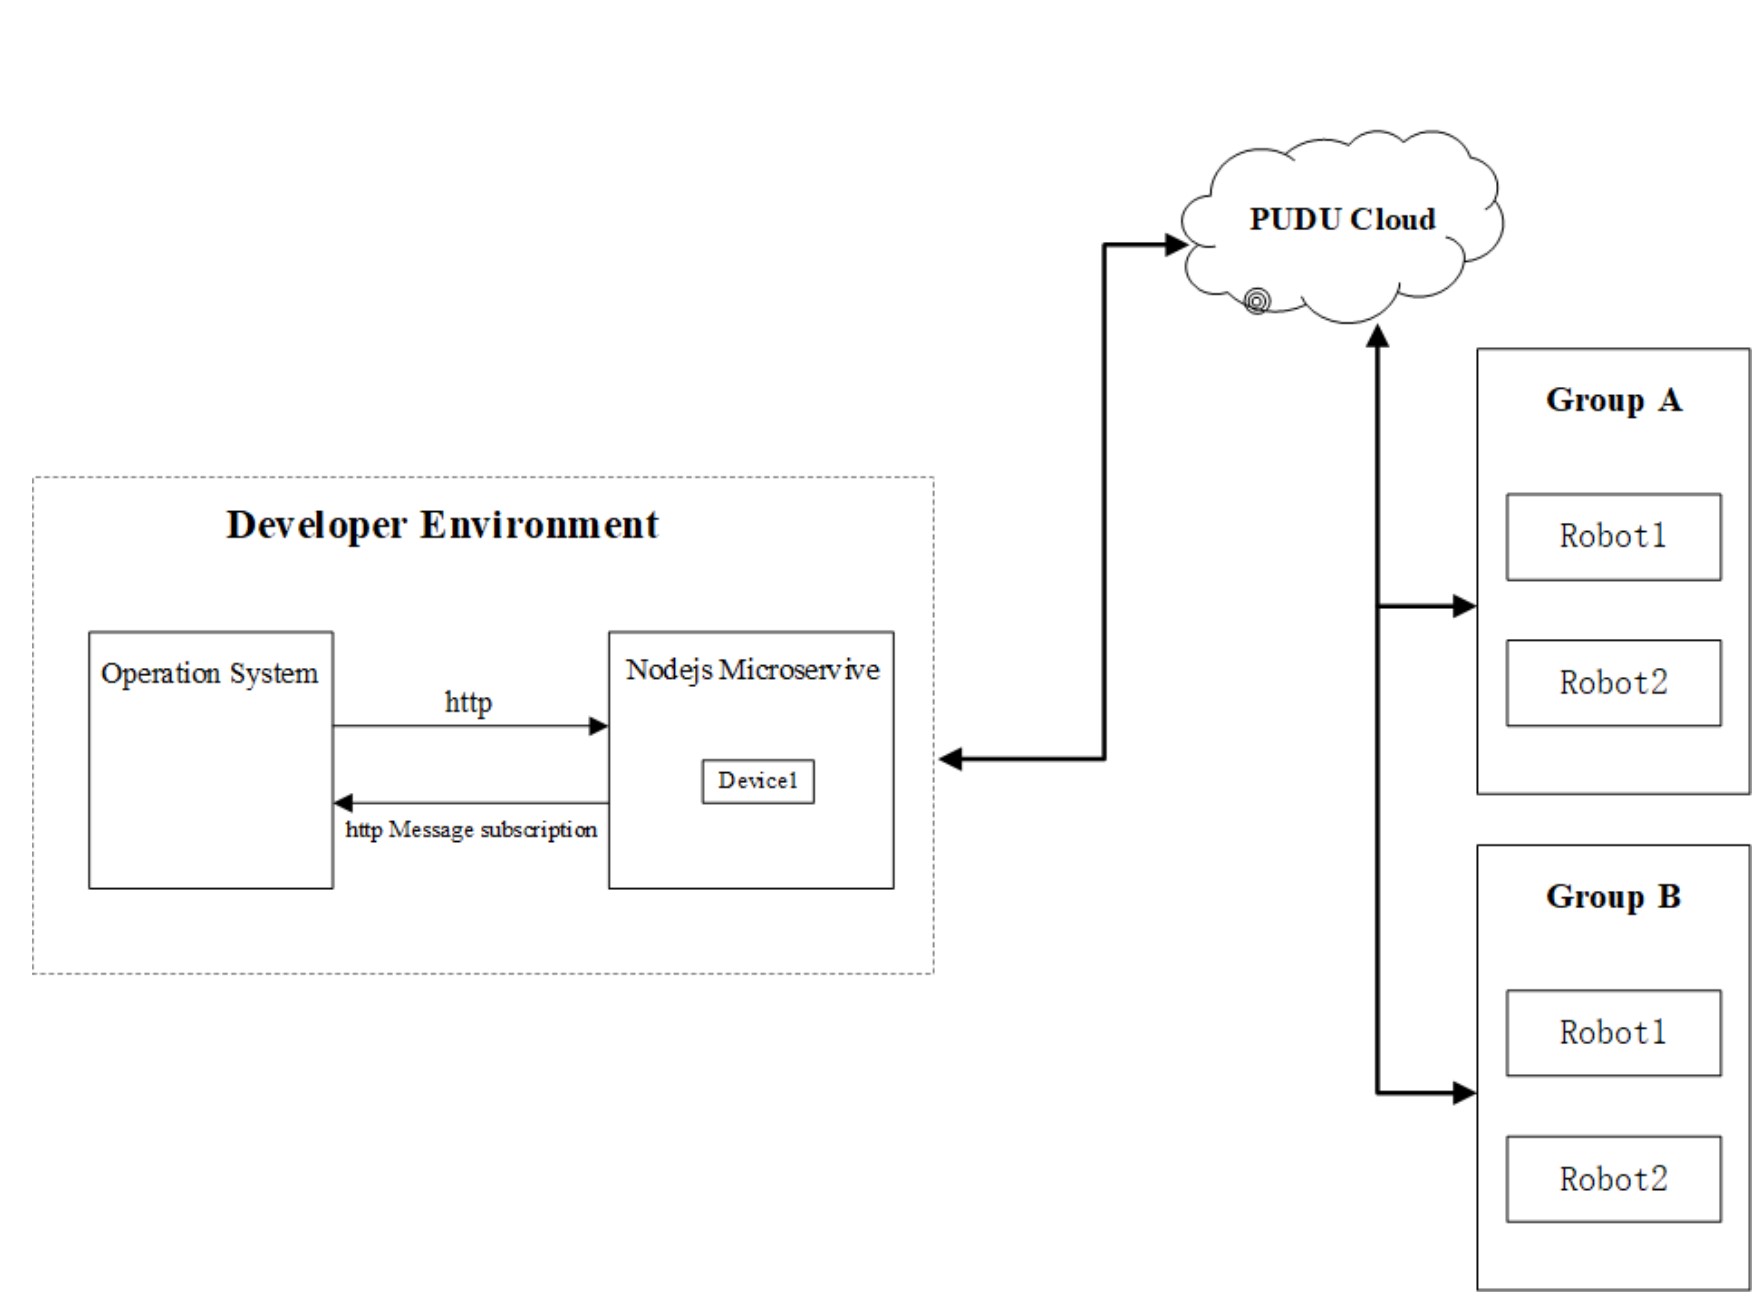 PUDU Cloud
Developer Environment
Operation System
http
http Message subscription
Nodejs Microservive
Device1
Group A
Robot1
Robot2
Group B
Robot1
Robot2